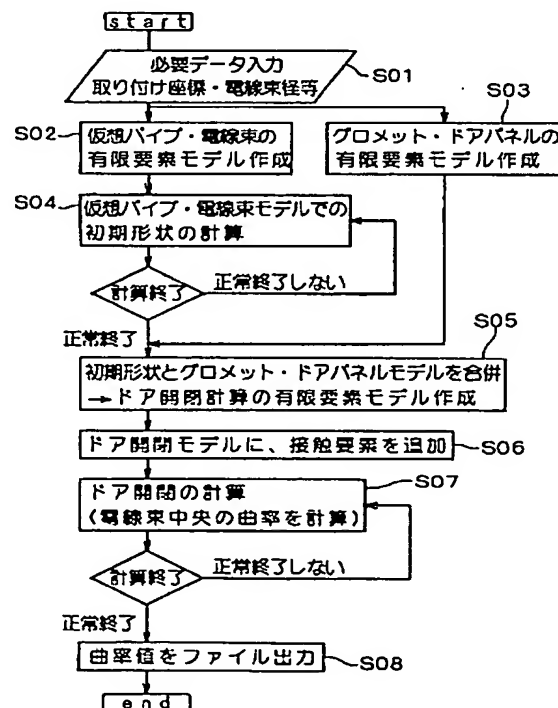 start
必要データ入力
取り付け座標・電線束径等
S01
S03
S02
仮想パイプ・電線束の
有限要素モデル作成
グロメット・ドアパネルの
有限要素モデル作成
S04
仮想パイプ・電線束モデルでの
初期形状の計算
計算終了
正常終了しない
正常終了
S05
初期形状とグロメット・ドアパネルモデルを合併
→ドア開閉計算の有限要素モデル作成
ドア開閉モデルに、接触要素を追加
S06
S07
ドア開閉の計算
(電線束中央の曲率を計算)
計算終了
正常終了しない
正常終了
曲率値をファイル出力
S08
end